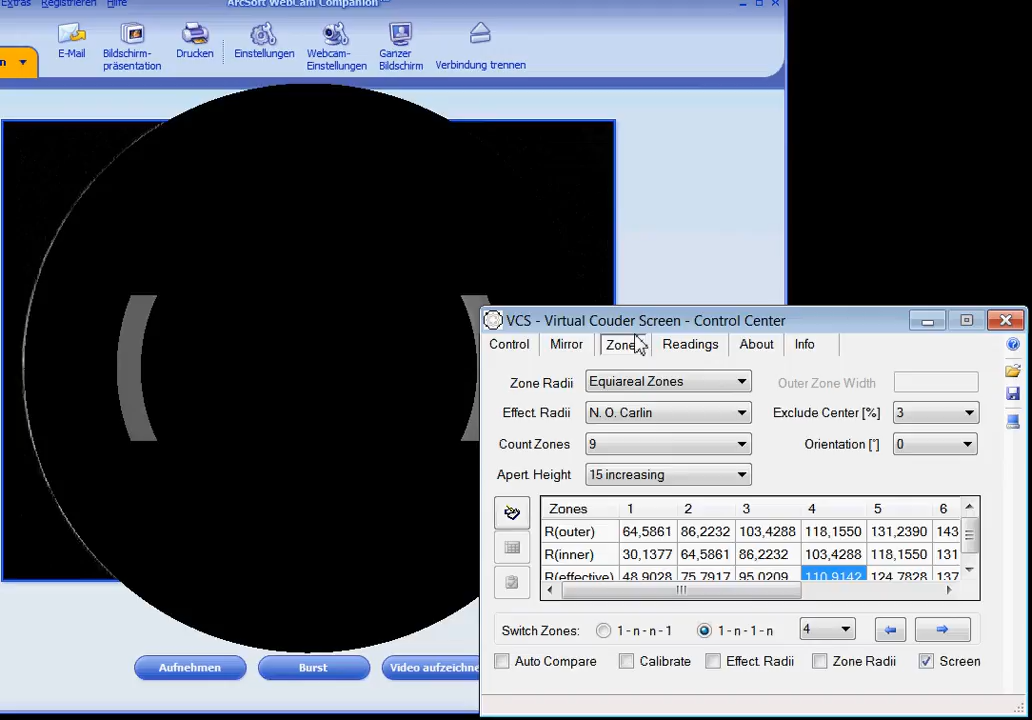 Extras Registrieren Hilfe
ArcSoft WebCam Companion
n
E-Mail
Bildschirm-
präsentation
Drucken
Einstellungen
Webcam-
Einstellungen
Ganzer
Bildschirm
Verbindung trennen
VCS - Virtual Couder Screen - Control Center
Control Mirror Zone Readings About Info
Zone Radii Equiareal Zones Outer Zone Width
Effect. Radii N. O. Carlin Exclude Center [%] 3
Count Zones 9 Orientation [°] 0
Apert. Height 15 increasing
Zones 1 2 3 4 5 6
R(outer) 64,5861 86,2232 103,4288 118,1550 131,2390 143
R(inner) 30,1377 64,5861 86,2232 103,4288 118,1550 131
R(effective) 48,9028 75,7917 95,0209 110,9142 124,7828 137
Switch Zones: 1 - n - n - 1 1 - n - 1 - n 4
Auto Compare Calibrate Effect. Radii Zone Radii Screen
Aufnehmen Burst Video aufzeichne